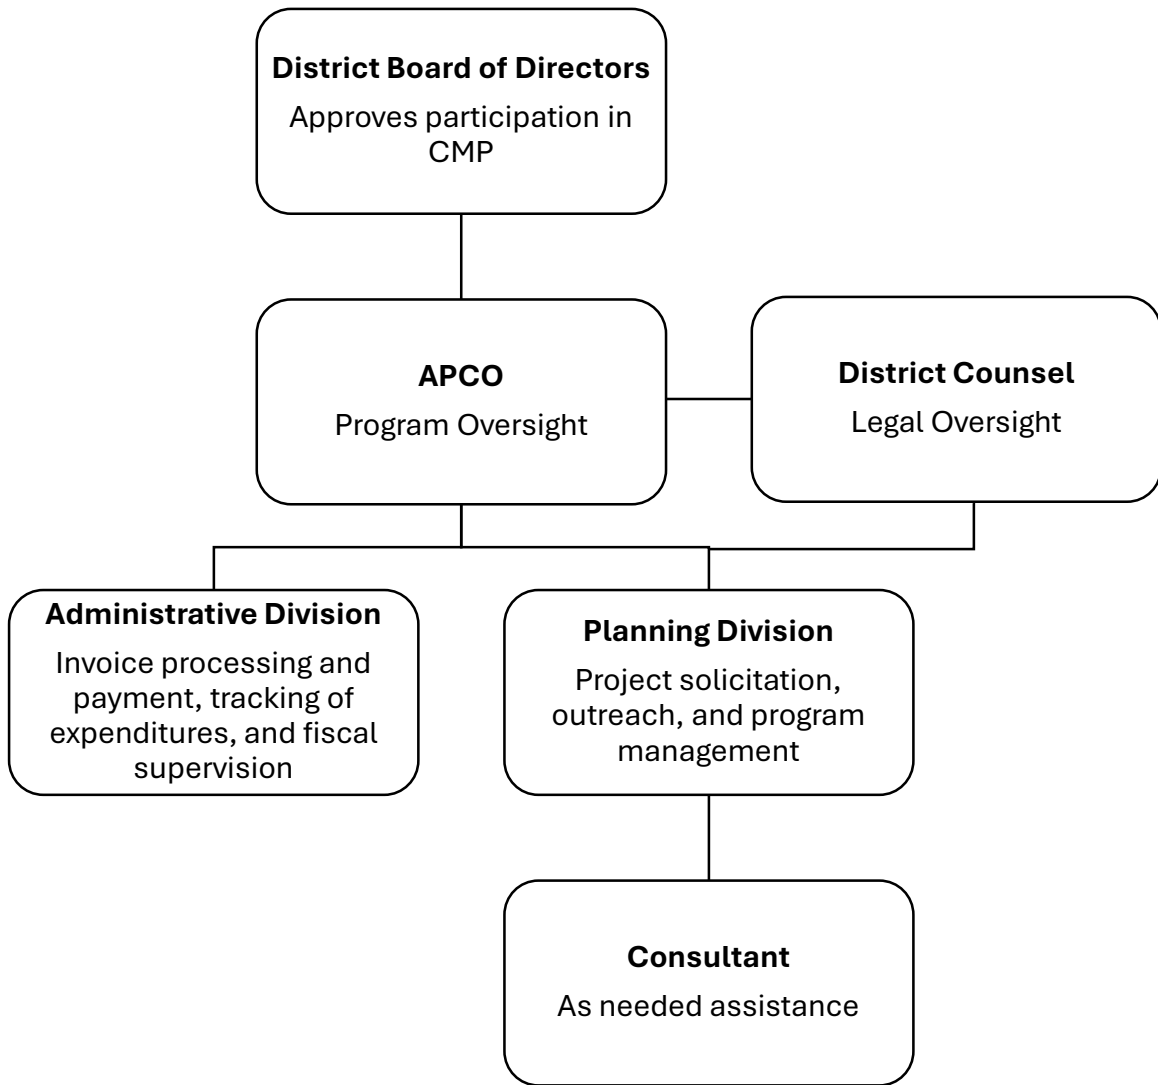 District Board of Directors
Approves participation in
CMP
APCO
Program Oversight
District Counsel
Legal Oversight
Administrative Division
Invoice processing and
payment, tracking of
expenditures, and fiscal
supervision
Planning Division
Project solicitation,
outreach, and program
management
Consultant
As needed assistance